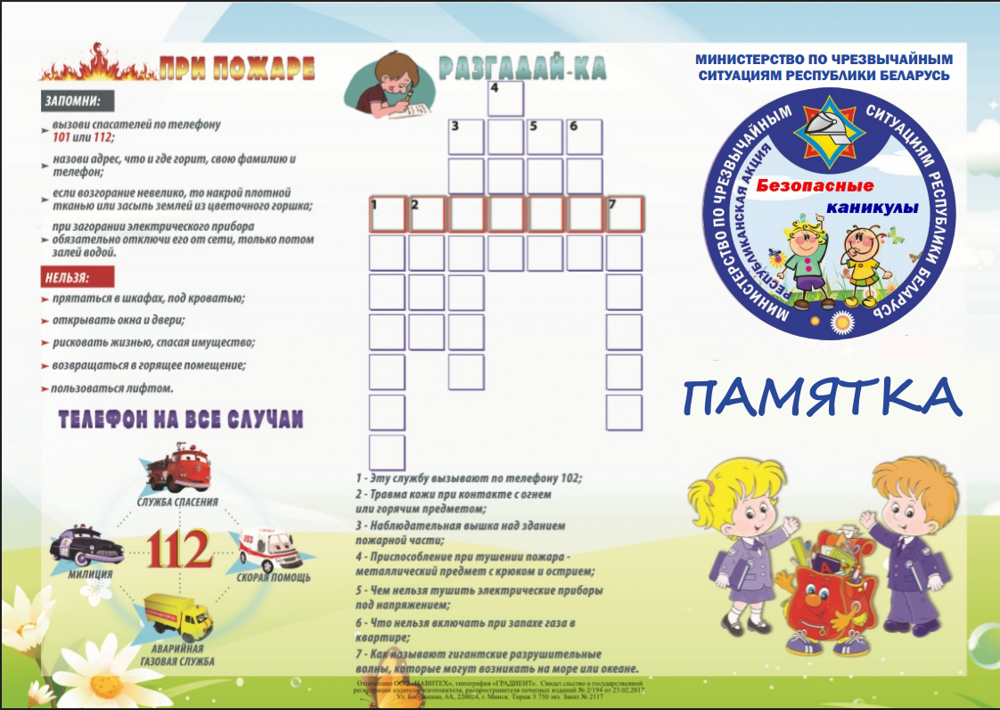 ПРИ ПОЖАРЕ
ЗАПОМНИ:
вызови спасателей по телефону
101 или 112;
назови адрес, что и где горит, свою фамилию и
телефон;
если возгорание невелико, то накрой плотной
тканью или засыпь землей из цветочного горшка;
при загорании электрического прибора
обязательно отключи его от сети, только потом
залей водой.
НЕЛЬЗЯ:
прятаться в шкафах, под кроватью;
открывать окна и двери;
рисковать жизнью, спасая имущество;
возвращаться в горящее помещение;
пользоваться лифтом.
ТЕЛЕФОН НА ВСЕ СЛУЧАИ
СЛУЖБА СПАСЕНИЯ
112
103
МИЛИЦИЯ
СКОРАЯ ПОМОЩЬ
АВАРИЙНАЯ
ГАЗОВАЯ СЛУЖБА
РАЗГАДАЙ-КА
4
3 5 6
1 2 7
1 - Эту службу вызывают по телефону 102;
2 - Травма кожи при контакте с огнем
или горячим предметом;
3 - Наблюдательная вышка над зданием
пожарной части;
4 - Приспособление при тушении пожара -
металлический предмет с крюком и острием;
5 - Чем нельзя тушить электрические приборы
под напряжением;
6 - Что нельзя включать при запахе газа в
квартире;
7 - Как называют гигантские разрушительные
волны, которые могут возникать на море или океане.
Отпечатано ООО «НАВИТЕХ», типография «ГРАДИЕНТ». Свидетельство о государственной
регистрации издателя, изготовителя, распространителя печатных изданий № 2/194 от 23.02.2017.
6А, 220024, г. Минск. Тираж 5 750 экз. Заказ № 2117
МИНИСТЕРСТВО ПО ЧРЕЗВЫЧАЙНЫМ
СИТУАЦИЯМ РЕСПУБЛИКИ БЕЛАРУСЬ
МИНИСТЕРСТВО ПО ЧРЕЗВЫЧАЙНЫМ СИТУАЦИЯМ РЕСПУБЛИКИ БЕЛАРУСЬ
РЕСПУБЛИКАНСКАЯ АКЦИЯ
Безопасные
каникулы
ПАМЯТКА
А